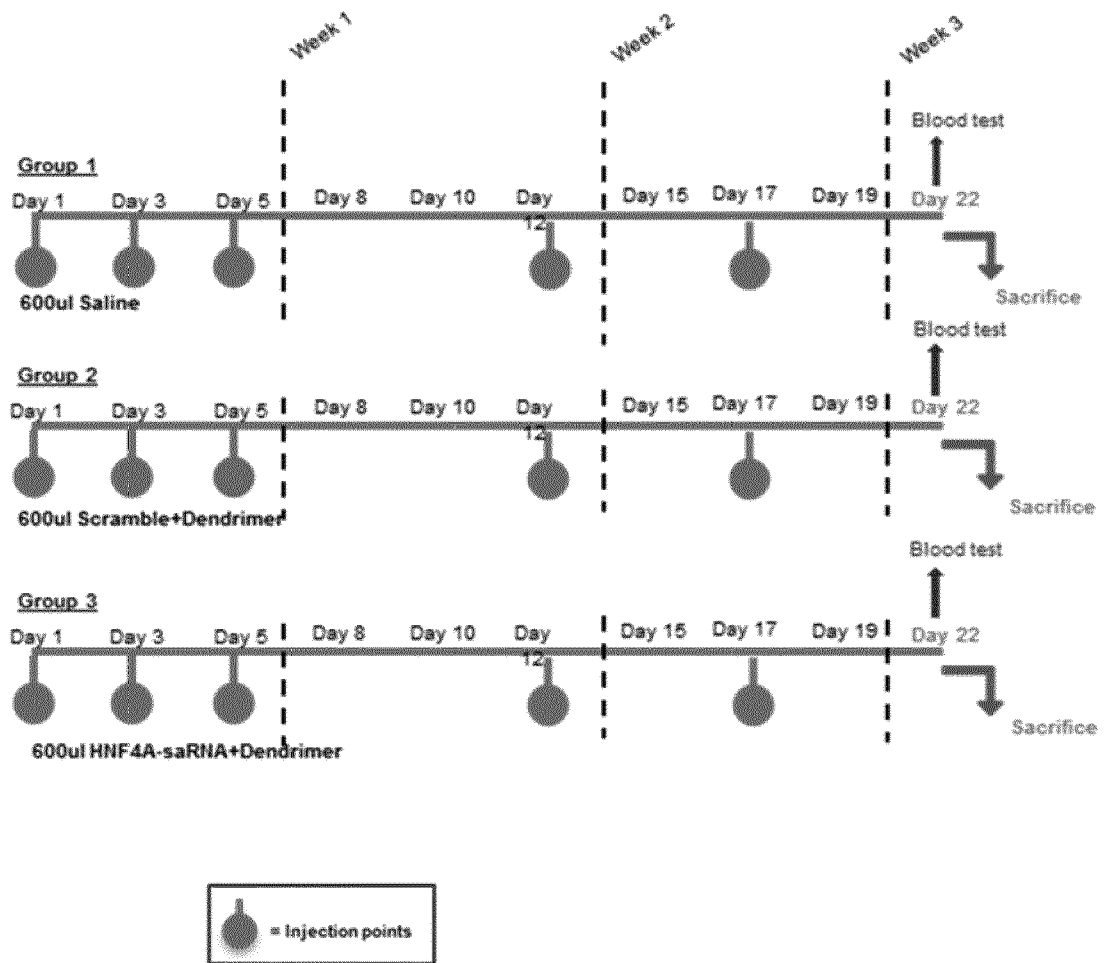 Week 1
Week 2
Week 3
Blood test
Group 1
Day 1 Day 3 Day 5 Day 8 Day 10 Day 12 Day 15 Day 17 Day 19 Day 22
600ul Saline
Sacrifice
Blood test
Group 2
Day 1 Day 3 Day 5 Day 8 Day 10 Day 12 Day 15 Day 17 Day 19 Day 22
600ul Scramble+Dendrimer
Sacrifice
Blood test
Group 3
Day 1 Day 3 Day 5 Day 8 Day 10 Day 12 Day 15 Day 17 Day 19 Day 22
Sacrifice
600ul HNF4A-saRNA+Dendrimer
= Injection points